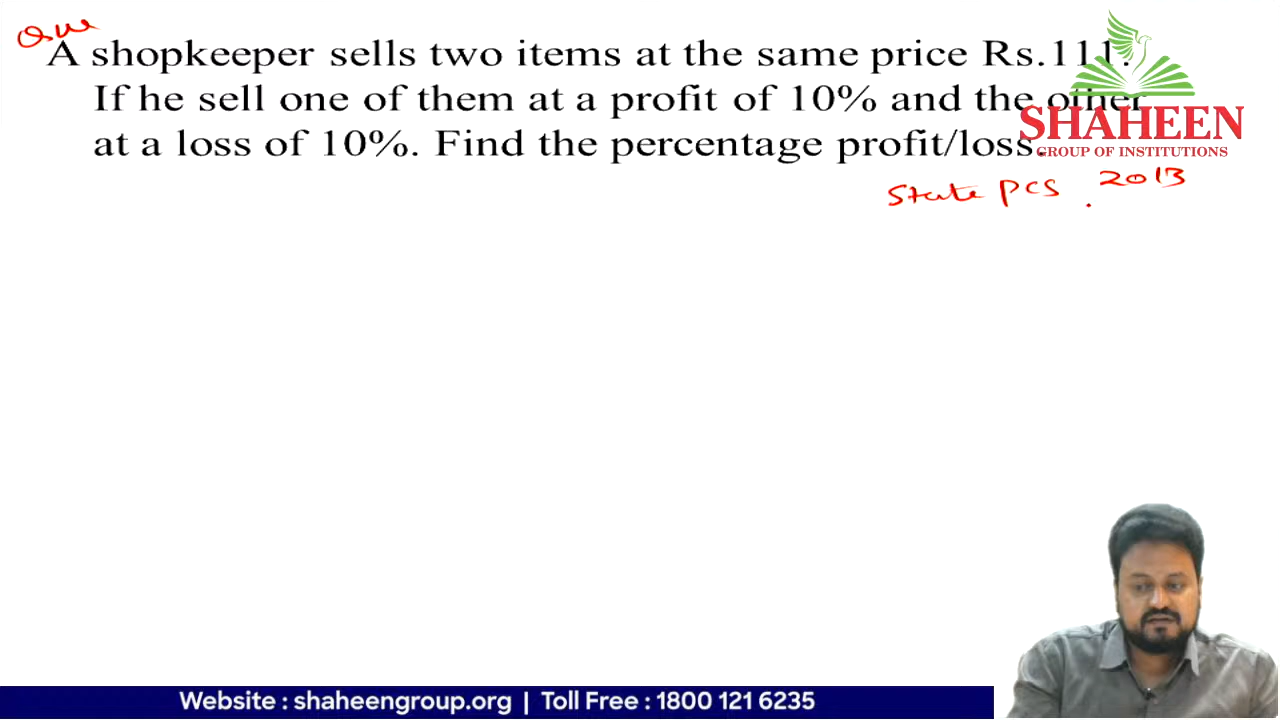 Que
A shopkeeper sells two items at the same price Rs.111.
If he sell one of them at a profit of 10% and the other
at a loss of 10%. Find the percentage profit/loss.
SHAHEEN
GROUP OF INSTITUTIONS
State PCS 2013
Website : shaheengroup.org | Toll Free : 1800 121 6235